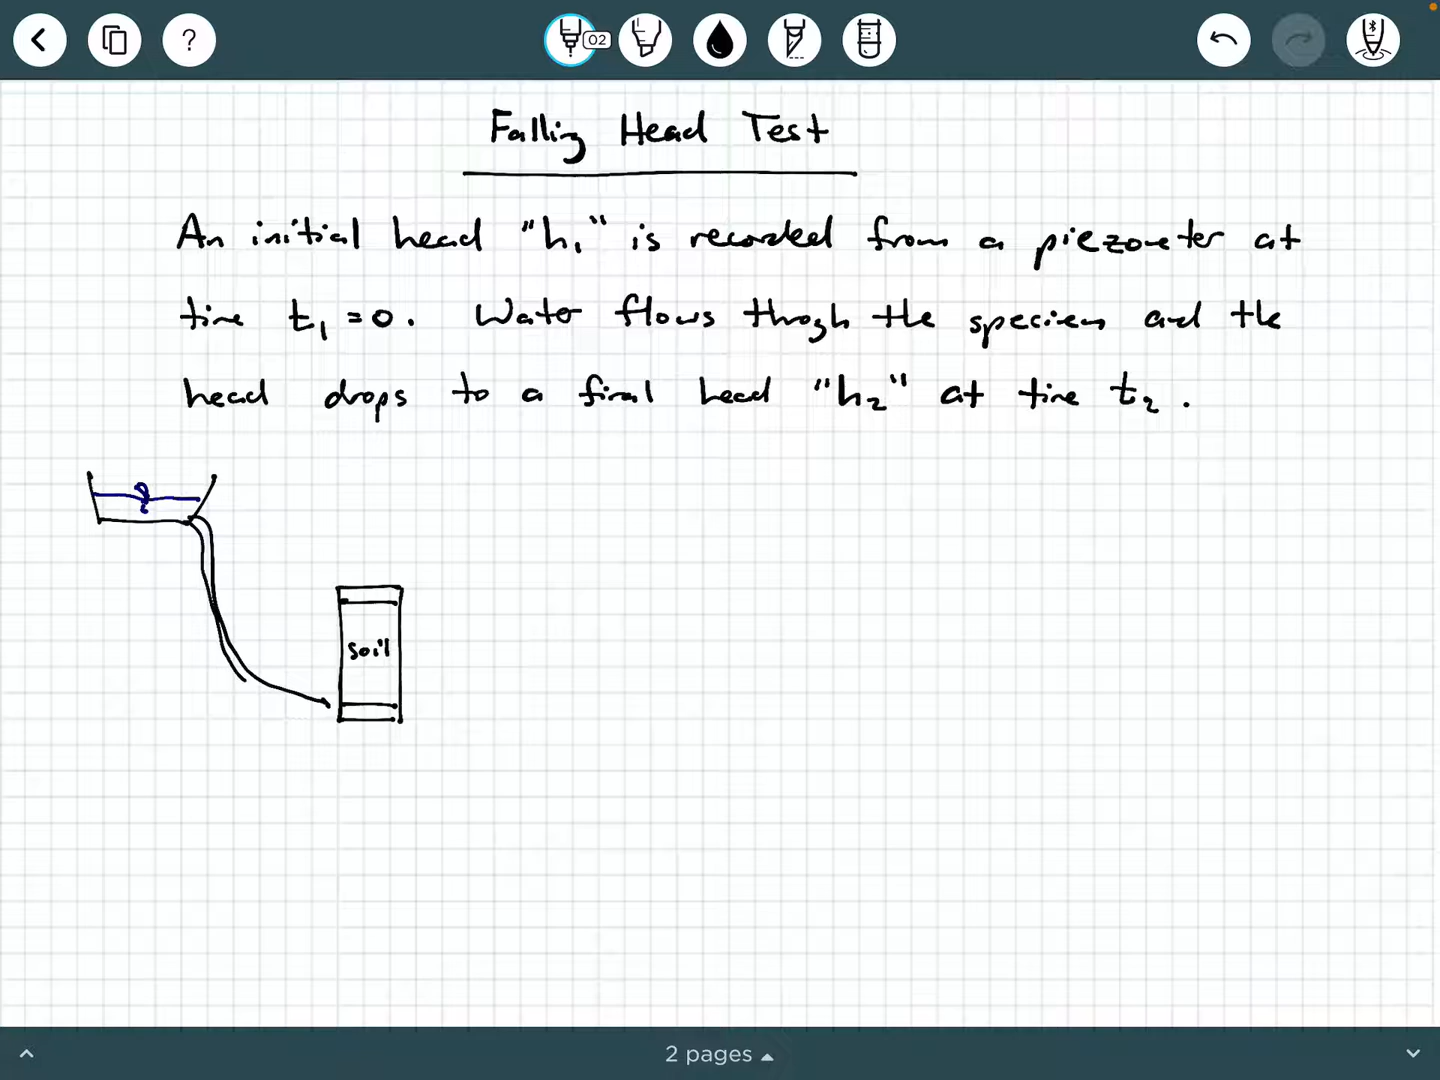 ?
02
Falling Head Test
An initial head "h₁" is recorded from a piezometer at
time t₁ = 0. Water flows through the specimen and the
head drops to a final head "h₂" at time t₂.
soil
2 pages